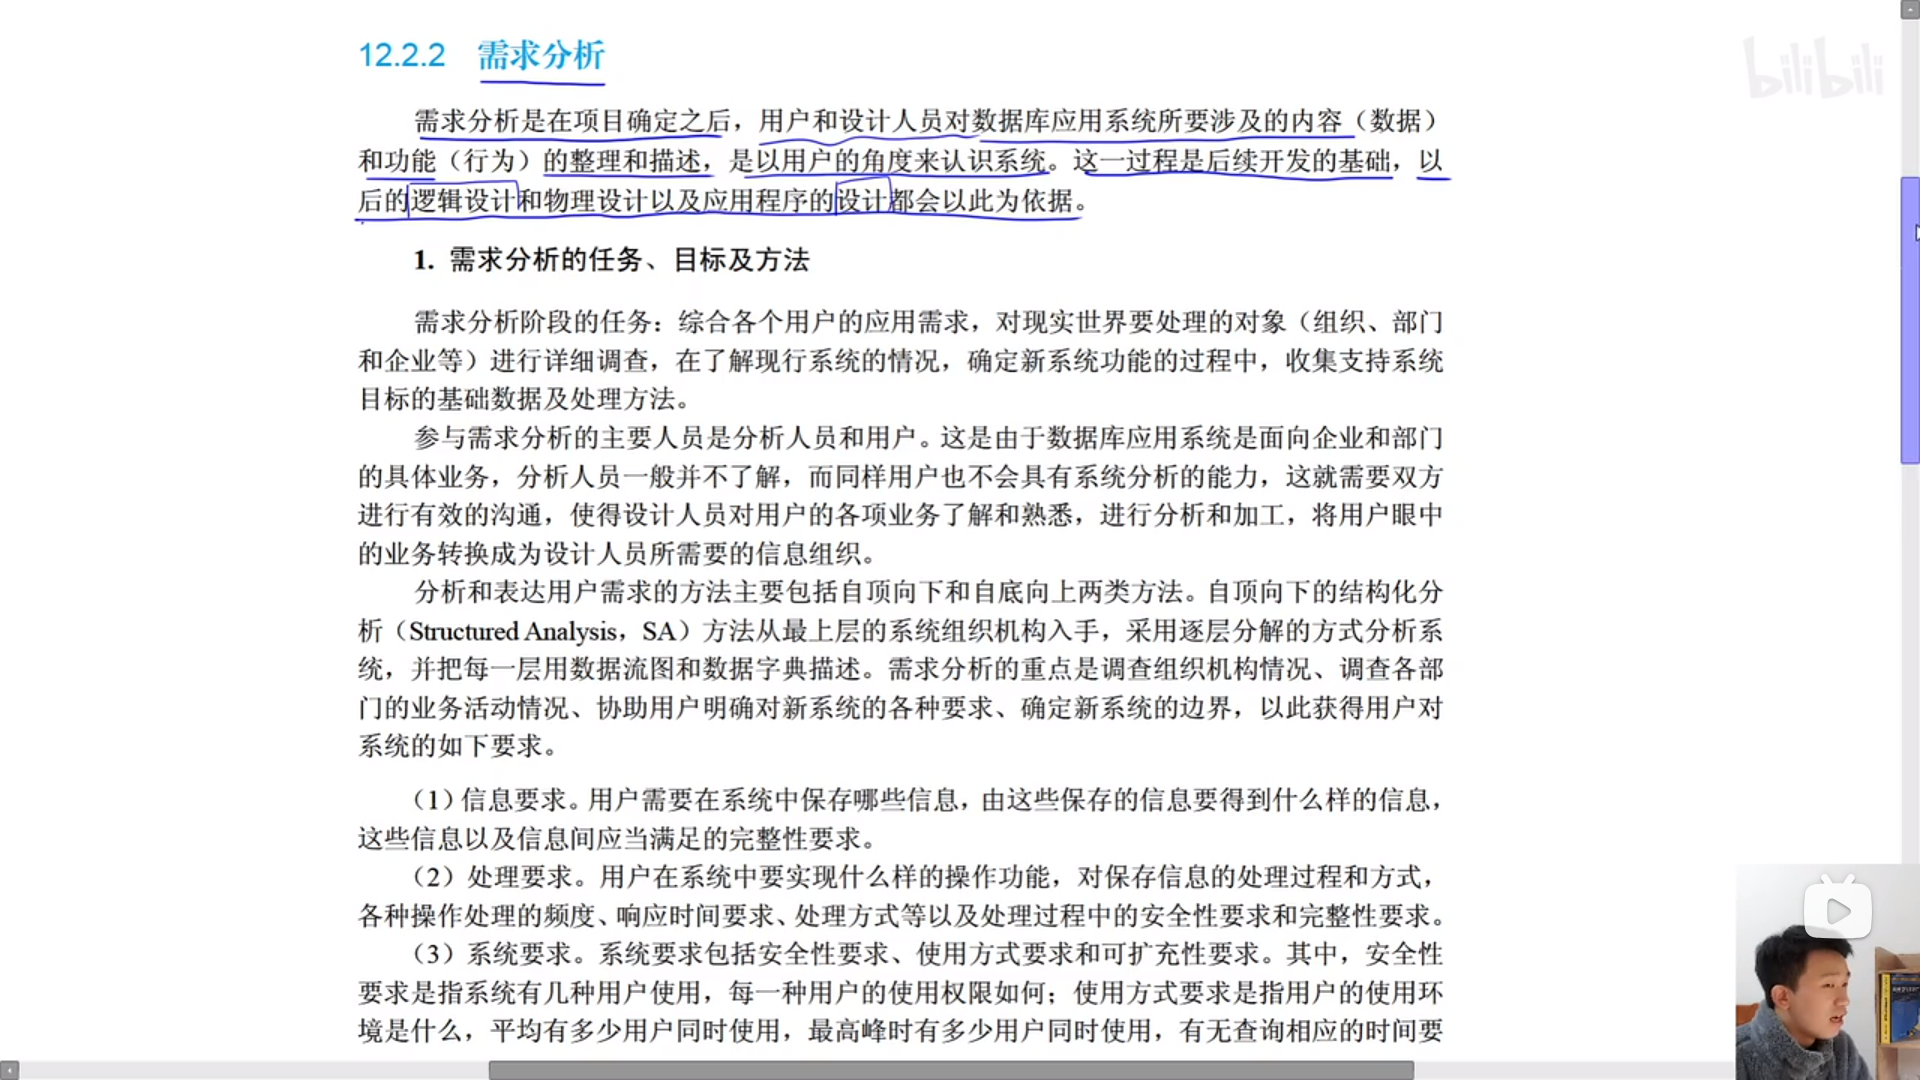 12.2.2 需求分析
bilibili
需求分析是在项目确定之后，用户和设计人员对数据库应用系统所要涉及的内容（数据）
和功能（行为）的整理和描述，是以用户的角度来认识系统。这一过程是后续开发的基础，以
后的逻辑设计和物理设计以及应用程序的设计都会以此为依据。
1. 需求分析的任务、目标及方法
需求分析阶段的任务：综合各个用户的应用需求，对现实世界要处理的对象（组织、部门
和企业等）进行详细调查，在了解现行系统的情况，确定新系统功能的过程中，收集支持系统
目标的基础数据及处理方法。
参与需求分析的主要人员是分析人员和用户。这是由于数据库应用系统是面向企业和部门
的具体业务，分析人员一般并不了解，而同样用户也不会具有系统分析的能力，这就需要双方
进行有效的沟通，使得设计人员对用户的各项业务了解和熟悉，进行分析和加工，将用户眼中
的业务转换成为设计人员所需要的信息组织。
分析和表达用户需求的方法主要包括自顶向下和自底向上两类方法。自顶向下的结构化分
析（Structured Analysis，SA）方法从最上层的系统组织机构入手，采用逐层分解的方式分析系
统，并把每一层用数据流图和数据字典描述。需求分析的重点是调查组织机构情况、调查各部
门的业务活动情况、协助用户明确对新系统的各种要求、确定新系统的边界，以此获得用户对
系统的如下要求。
（1）信息要求。用户需要在系统中保存哪些信息，由这些保存的信息要得到什么样的信息，
这些信息以及信息间应当满足的完整性要求。
（2）处理要求。用户在系统中要实现什么样的操作功能，对保存信息的处理过程和方式，
各种操作处理的频度、响应时间要求、处理方式等以及处理过程中的安全性要求和完整性要求。
（3）系统要求。系统要求包括安全性要求、使用方式要求和可扩充性要求。其中，安全性
要求是指系统有几种用户使用，每一种用户的使用权限如何；使用方式要求是指用户的使用环
境是什么，平均有多少用户同时使用，最高峰时有多少用户同时使用，有无查询相应的时间要